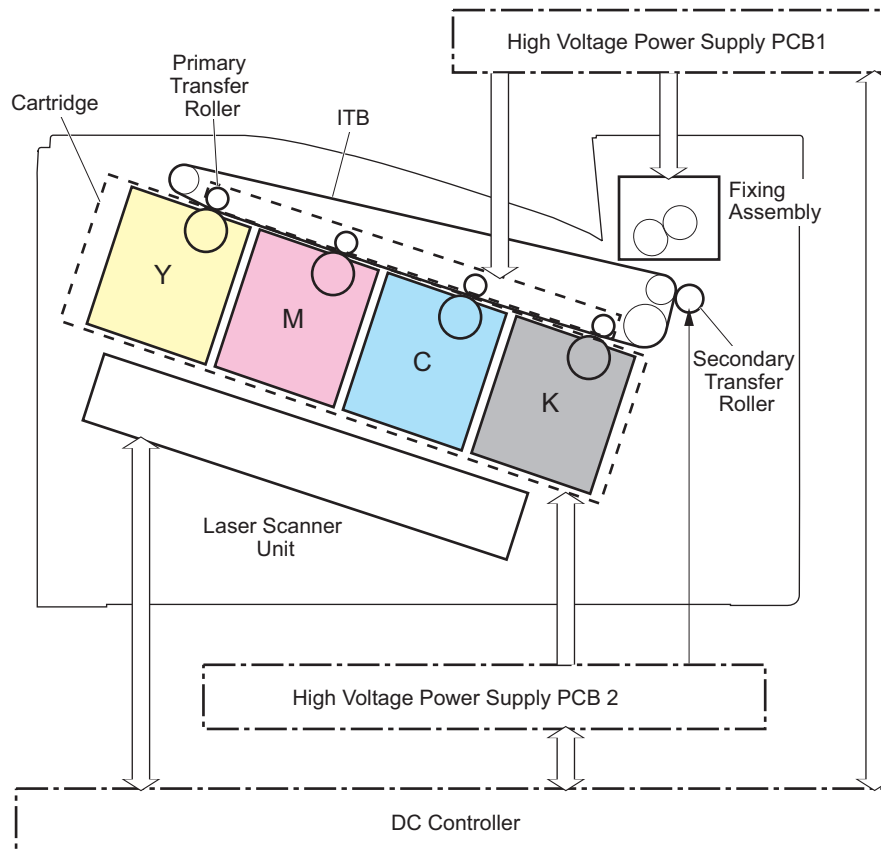 High Voltage Power Supply PCB1
Primary
Transfer
Roller
Cartridge
ITB
Fixing
Assembly
Y
M
C
K
Secondary
Transfer
Roller
Laser Scanner
Unit
High Voltage Power Supply PCB 2
DC Controller